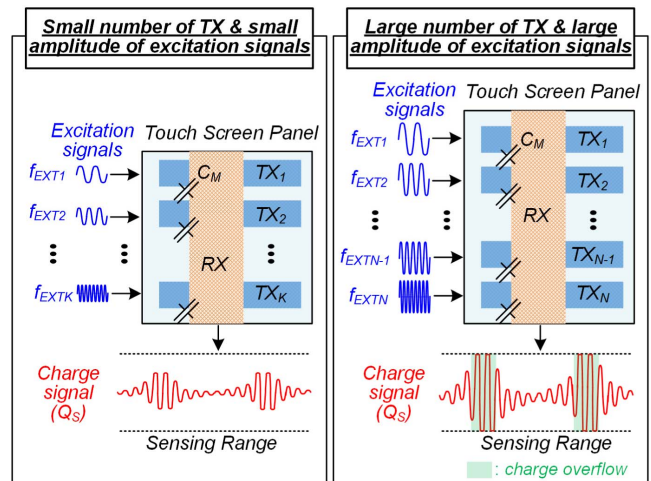 Small number of TX & small
amplitude of excitation signals
Excitation
signals
Touch Screen Panel
fEXT1
CM
TX1
fEXT2
TX2
RX
fEXTK
TXK
Charge
signal
(QS)
Sensing Range
Large number of TX & large
amplitude of excitation signals
Excitation
signals
Touch Screen Panel
fEXT1
CM
TX1
fEXT2
TX2
RX
fEXTN-1
TXN-1
fEXTN
TXN
Charge
signal
(QS)
Sensing Range
: charge overflow